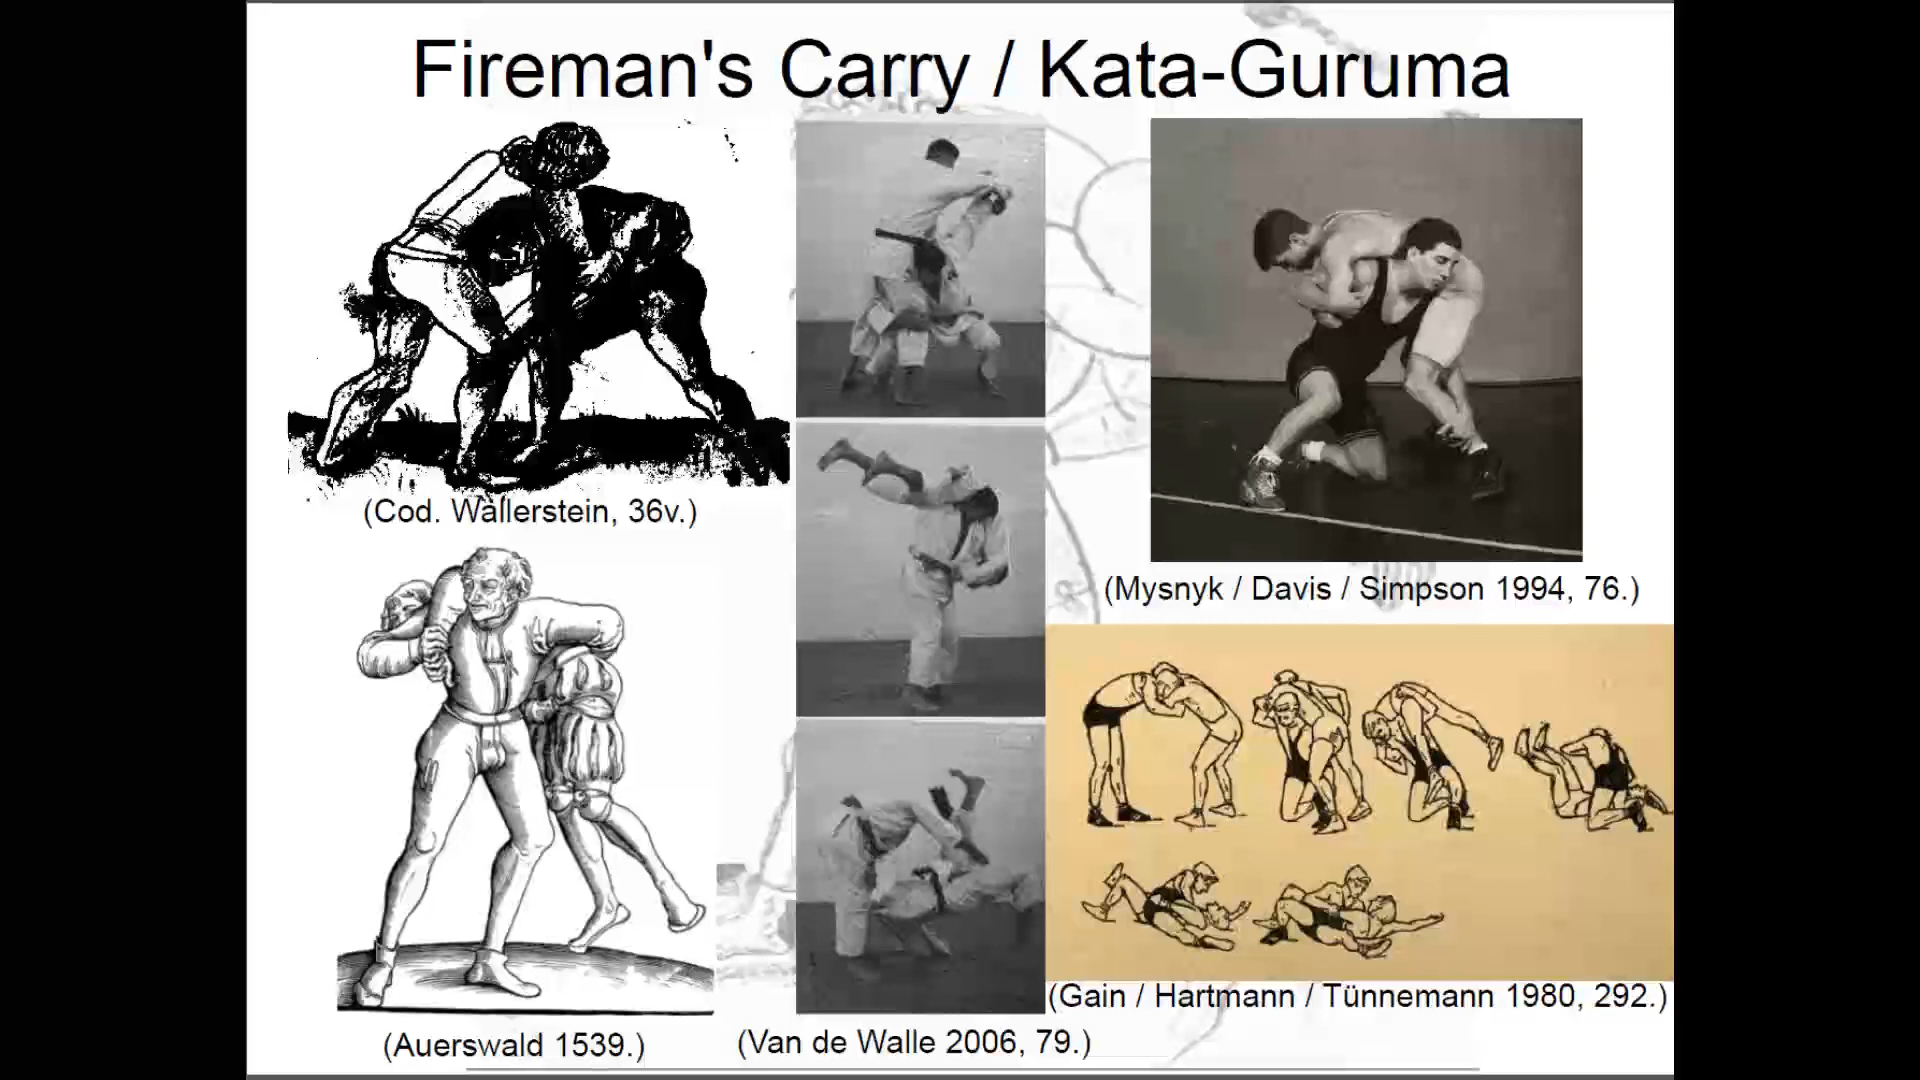 Fireman's Carry / Kata-Guruma
(Cod. Wallerstein, 36v.)
(Mysnyk / Davis / Simpson 1994, 76.)
(Gain / Hartmann / Tünnemann 1980, 292.)
(Auerswald 1539.)
(Van de Walle 2006, 79.)